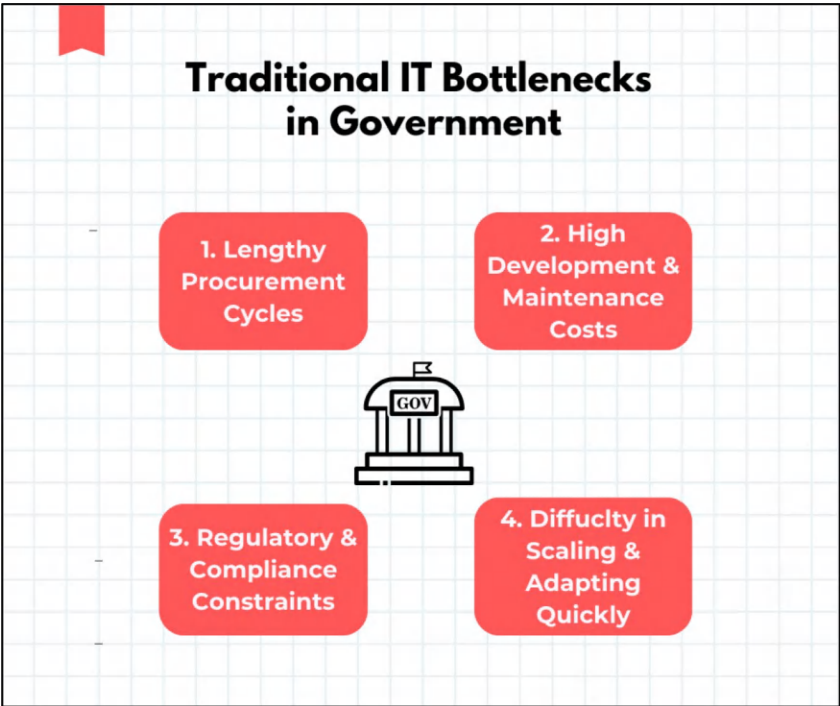 Traditional IT Bottlenecks
in Government
1. Lengthy
Procurement
Cycles
2. High
Development &
Maintenance
Costs
GOV
3. Regulatory &
Compliance
Constraints
4. Diffuclty in
Scaling &
Adapting
Quickly